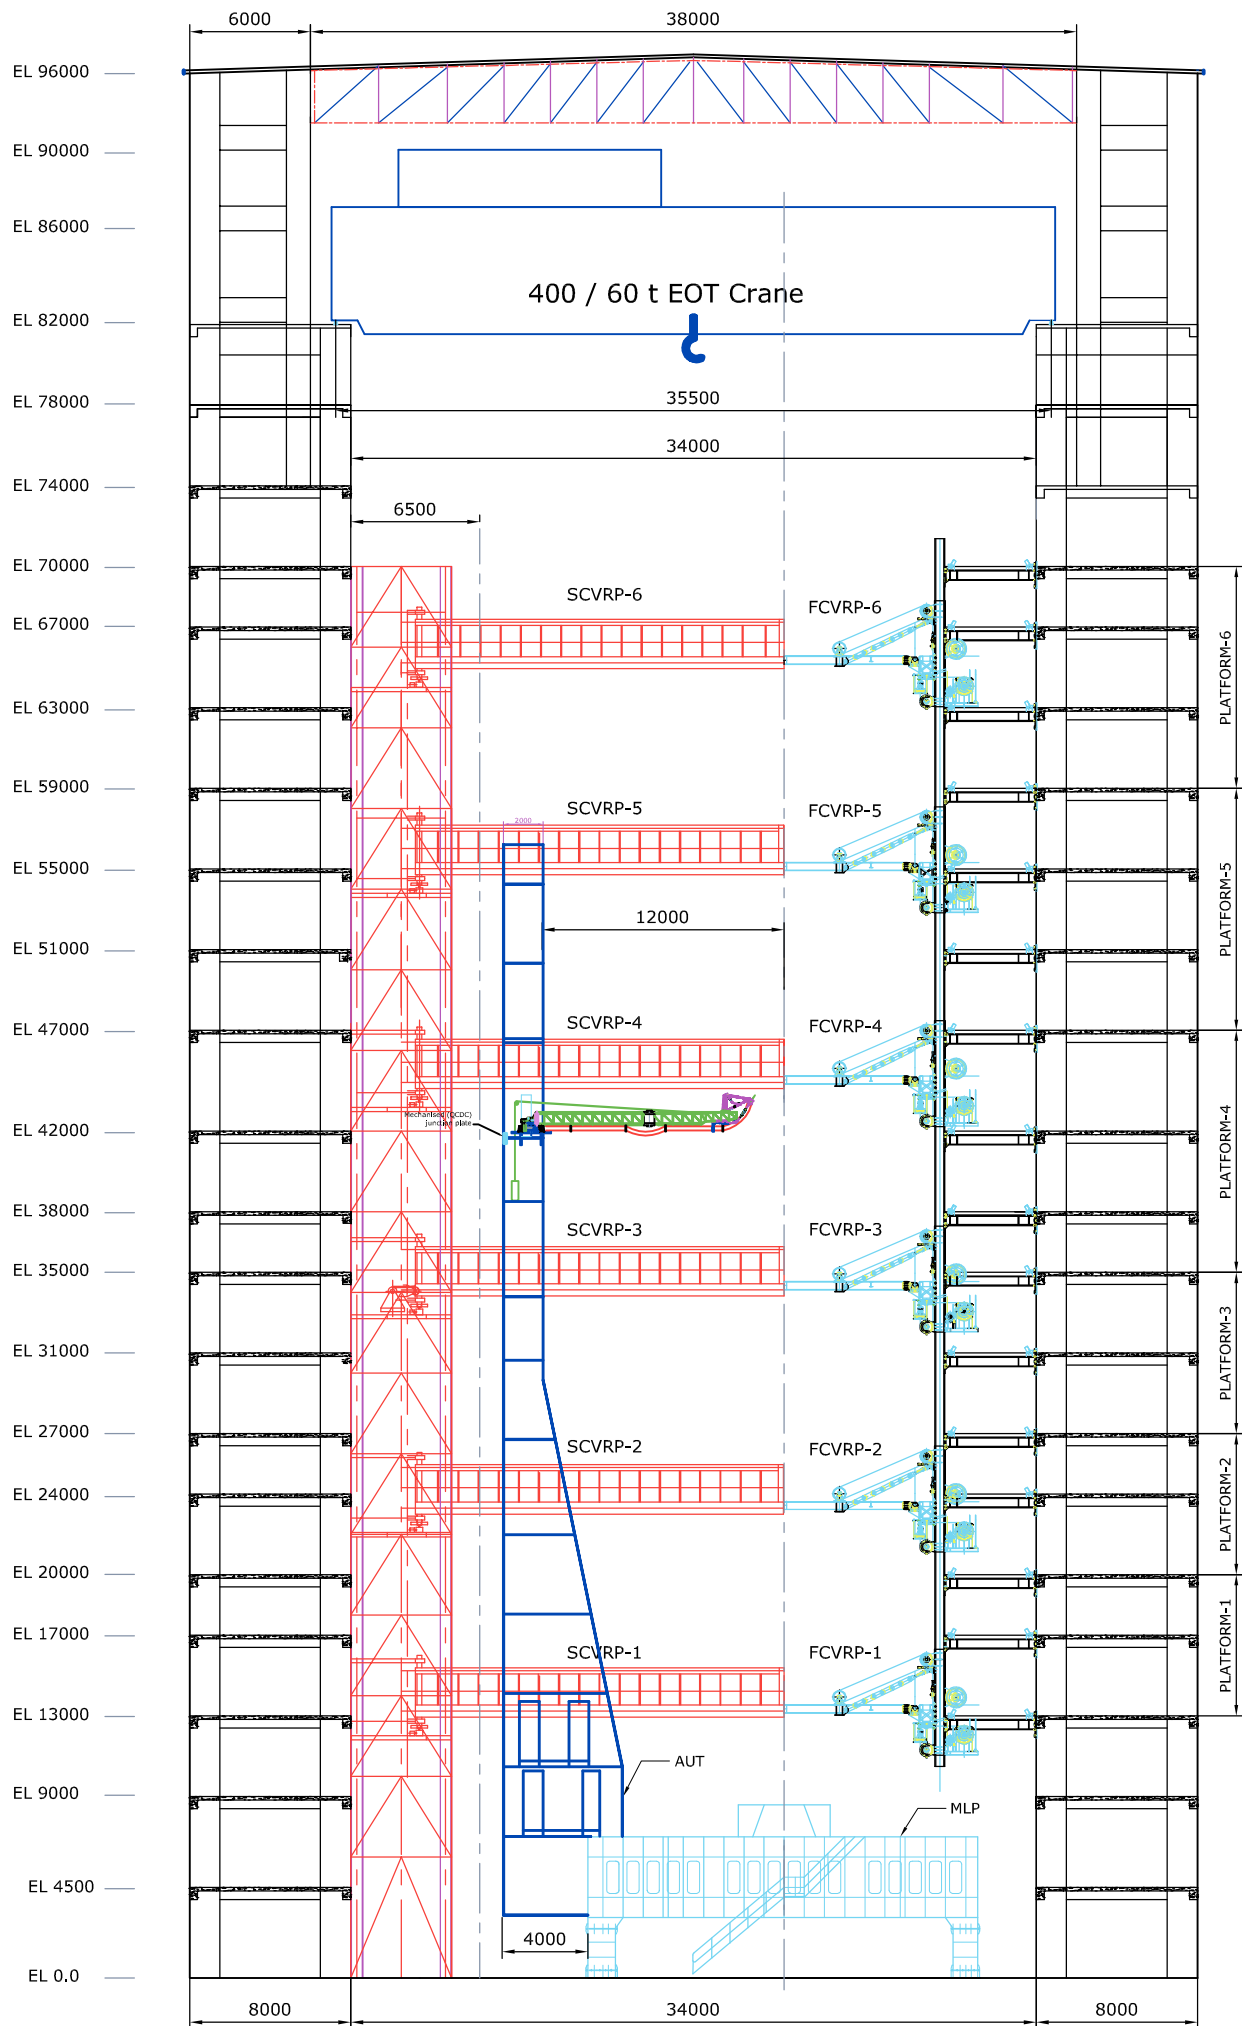 6000
38000
EL 96000
EL 90000
EL 86000
400 / 60 t EOT Crane
EL 82000
EL 78000
35500
34000
EL 74000
6500
EL 70000
SCVRP-6
FCVRP-6
EL 67000
PLATFORM-6
EL 63000
EL 59000
SCVRP-5
FCVRP-5
2000
EL 55000
PLATFORM-5
12000
EL 51000
SCVRP-4
FCVRP-4
EL 47000
Mechanised (QCDC)
junction plate
EL 42000
PLATFORM-4
EL 38000
SCVRP-3
FCVRP-3
EL 35000
EL 31000
PLATFORM-3
EL 27000
SCVRP-2
FCVRP-2
EL 24000
PLATFORM-2
EL 20000
EL 17000
SCVRP-1
FCVRP-1
PLATFORM-1
EL 13000
AUT
EL 9000
MLP
EL 4500
4000
EL 0.0
8000
34000
8000